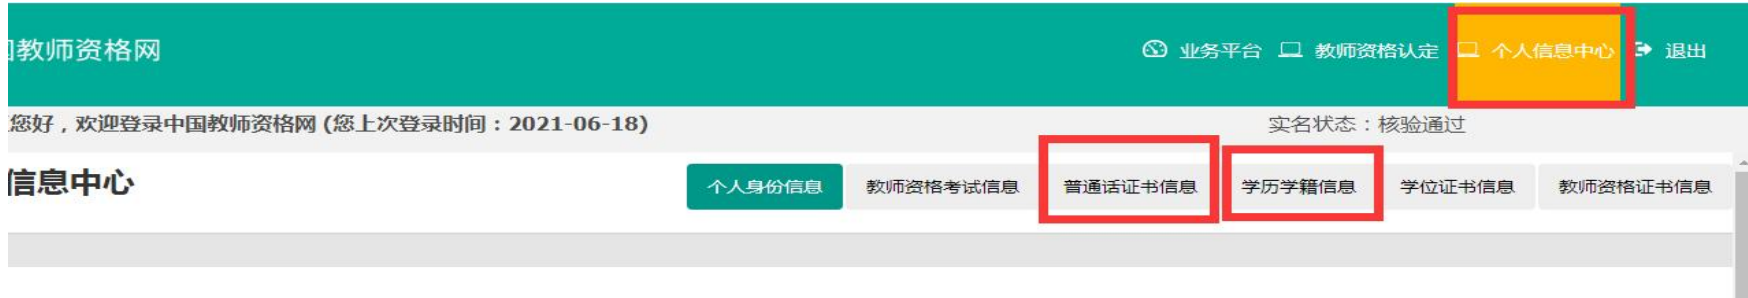 教师资格网
业务平台 教师资格认定 个人信息中心 退出
您好，欢迎登录中国教师资格网 (您上次登录时间：2021-06-18)
实名状态：核验通过
信息中心
个人身份信息 教师资格考试信息 普通话证书信息 学历学籍信息 学位证书信息 教师资格证书信息